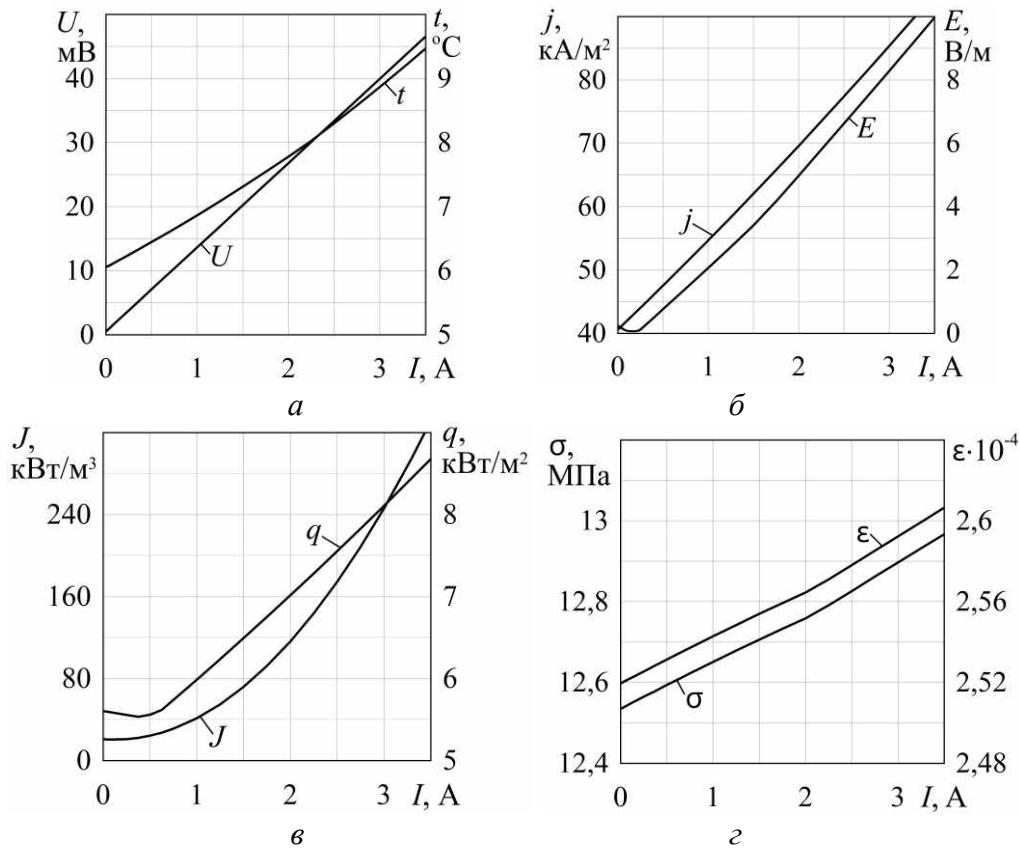 U,
мВ
t,
°C
40
30
20
10
0
9
8
7
6
5
t
U
0 1 2 3 I, А
а
j,
кА/м²
E,
В/м
80
70
60
50
40
8
6
4
2
0
j
E
0 1 2 3 I, А
б
J,
кВт/м³
q,
кВт/м²
240
160
80
0
8
7
6
5
q
J
0 1 2 3 I, А
в
σ,
МПа
ε·10⁻⁴
13
12,8
12,6
12,4
2,6
2,56
2,52
2,48
ε
σ
0 1 2 3 I, А
г